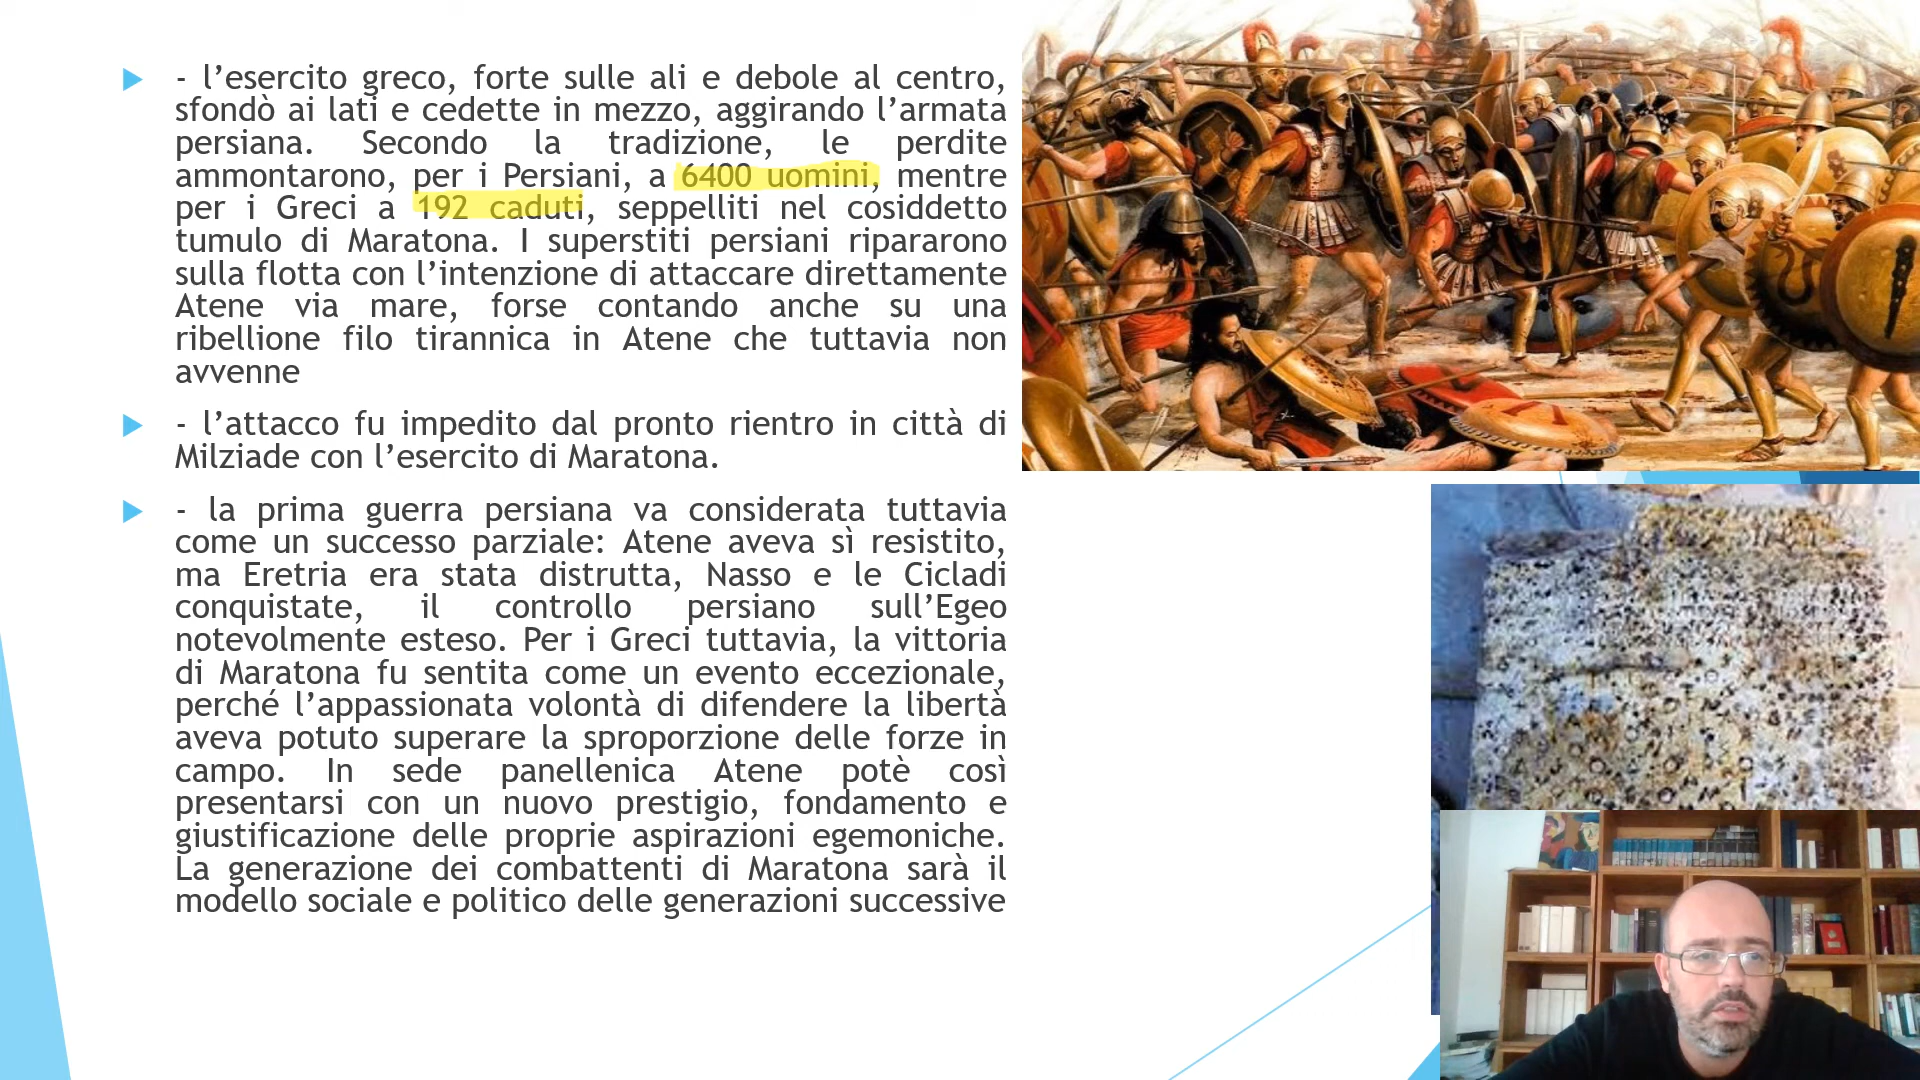 - l’esercito greco, forte sulle ali e debole al centro,
sfondò ai lati e cedette in mezzo, aggirando l’armata
persiana. Secondo la tradizione, le perdite
ammontarono, per i Persiani, a 6400 uomini, mentre
per i Greci a 192 caduti, seppelliti nel cosiddetto
tumulo di Maratona. I superstiti persiani ripararono
sulla flotta con l’intenzione di attaccare direttamente
Atene via mare, forse contando anche su una
ribellione filo tirannica in Atene che tuttavia non
avvenne
- l’attacco fu impedito dal pronto rientro in città di
Milziade con l’esercito di Maratona.
- la prima guerra persiana va considerata tuttavia
come un successo parziale: Atene aveva sì resistito,
ma Eretria era stata distrutta, Nasso e le Cicladi
conquistate, il controllo persiano sull’Egeo
notevolmente esteso. Per i Greci tuttavia, la vittoria
di Maratona fu sentita come un evento eccezionale,
perché l’appassionata volontà di difendere la libertà
aveva potuto superare la sproporzione delle forze in
campo. In sede panellenica Atene potè così
presentarsi con un nuovo prestigio, fondamento e
giustificazione delle proprie aspirazioni egemoniche.
La generazione dei combattenti di Maratona sarà il
modello sociale e politico delle generazioni successive